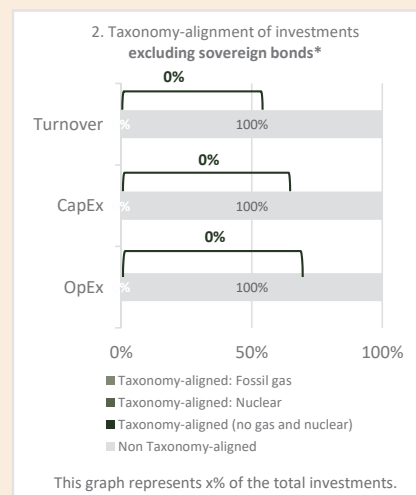 2. Taxonomy-alignment of investments
excluding sovereign bonds*
0%
Turnover
%
100%
0%
CapEx
%
100%
0%
OpEx
%
100%
0%
50%
100%
Taxonomy-aligned: Fossil gas
Taxonomy-aligned: Nuclear
Taxonomy-aligned (no gas and nuclear)
Non Taxonomy-aligned
This graph represents x% of the total investments.